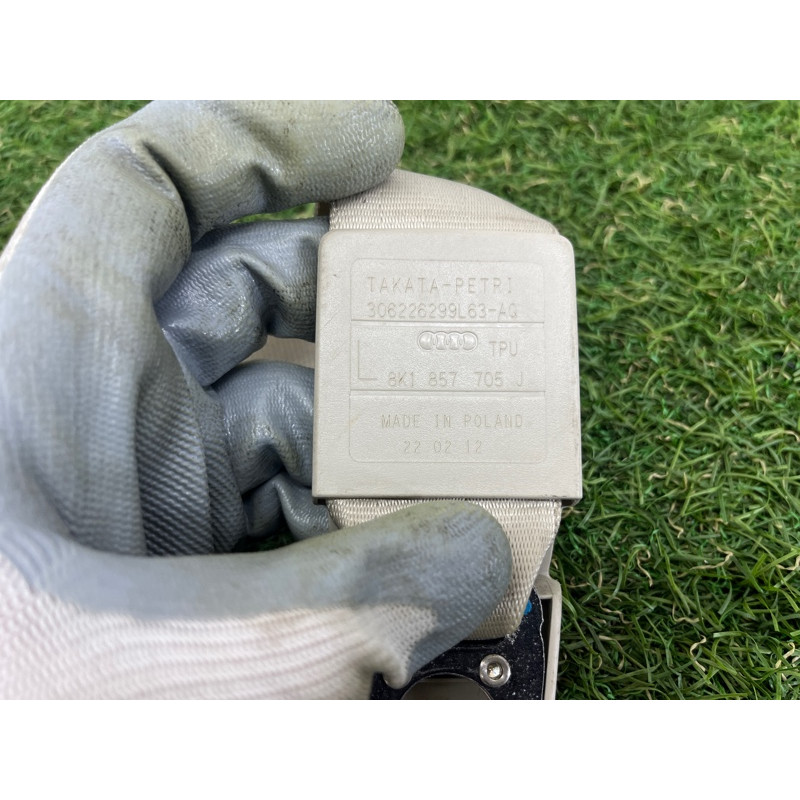 TAKATA-PETRI
306226299L63-AG
TPU
L 8K1 857 705 J
MADE IN POLAND
22 02 12